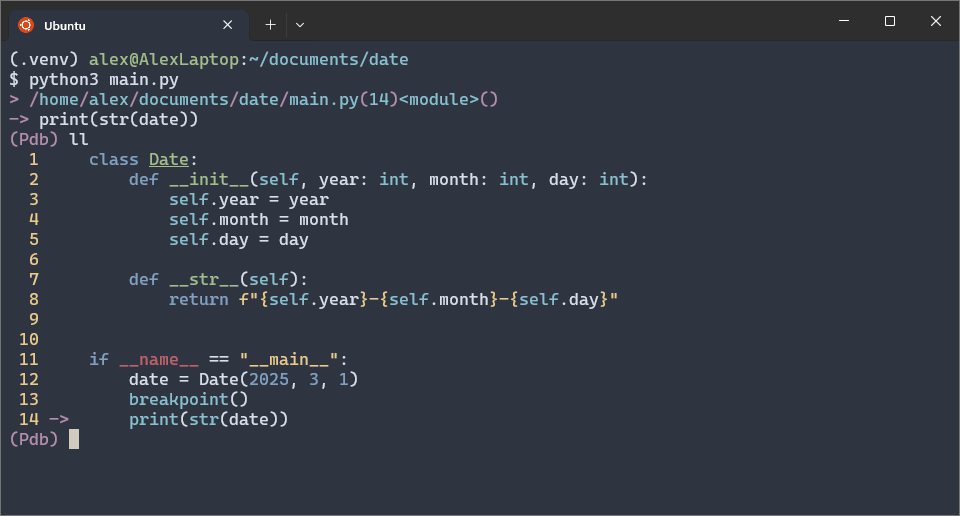 Ubuntu
(.venv) alex@AlexLaptop:~/documents/date
$ python3 main.py
> /home/alex/documents/date/main.py(14)<module>()
-> print(str(date))
(Pdb) ll
  1     class Date:
  2         def __init__(self, year: int, month: int, day: int):
  3             self.year = year
  4             self.month = month
  5             self.day = day
  6
  7         def __str__(self):
  8             return f"{self.year}-{self.month}-{self.day}"
  9
 10
 11     if __name__ == "__main__":
 12         date = Date(2025, 3, 1)
 13         breakpoint()
 14 ->      print(str(date))
(Pdb)